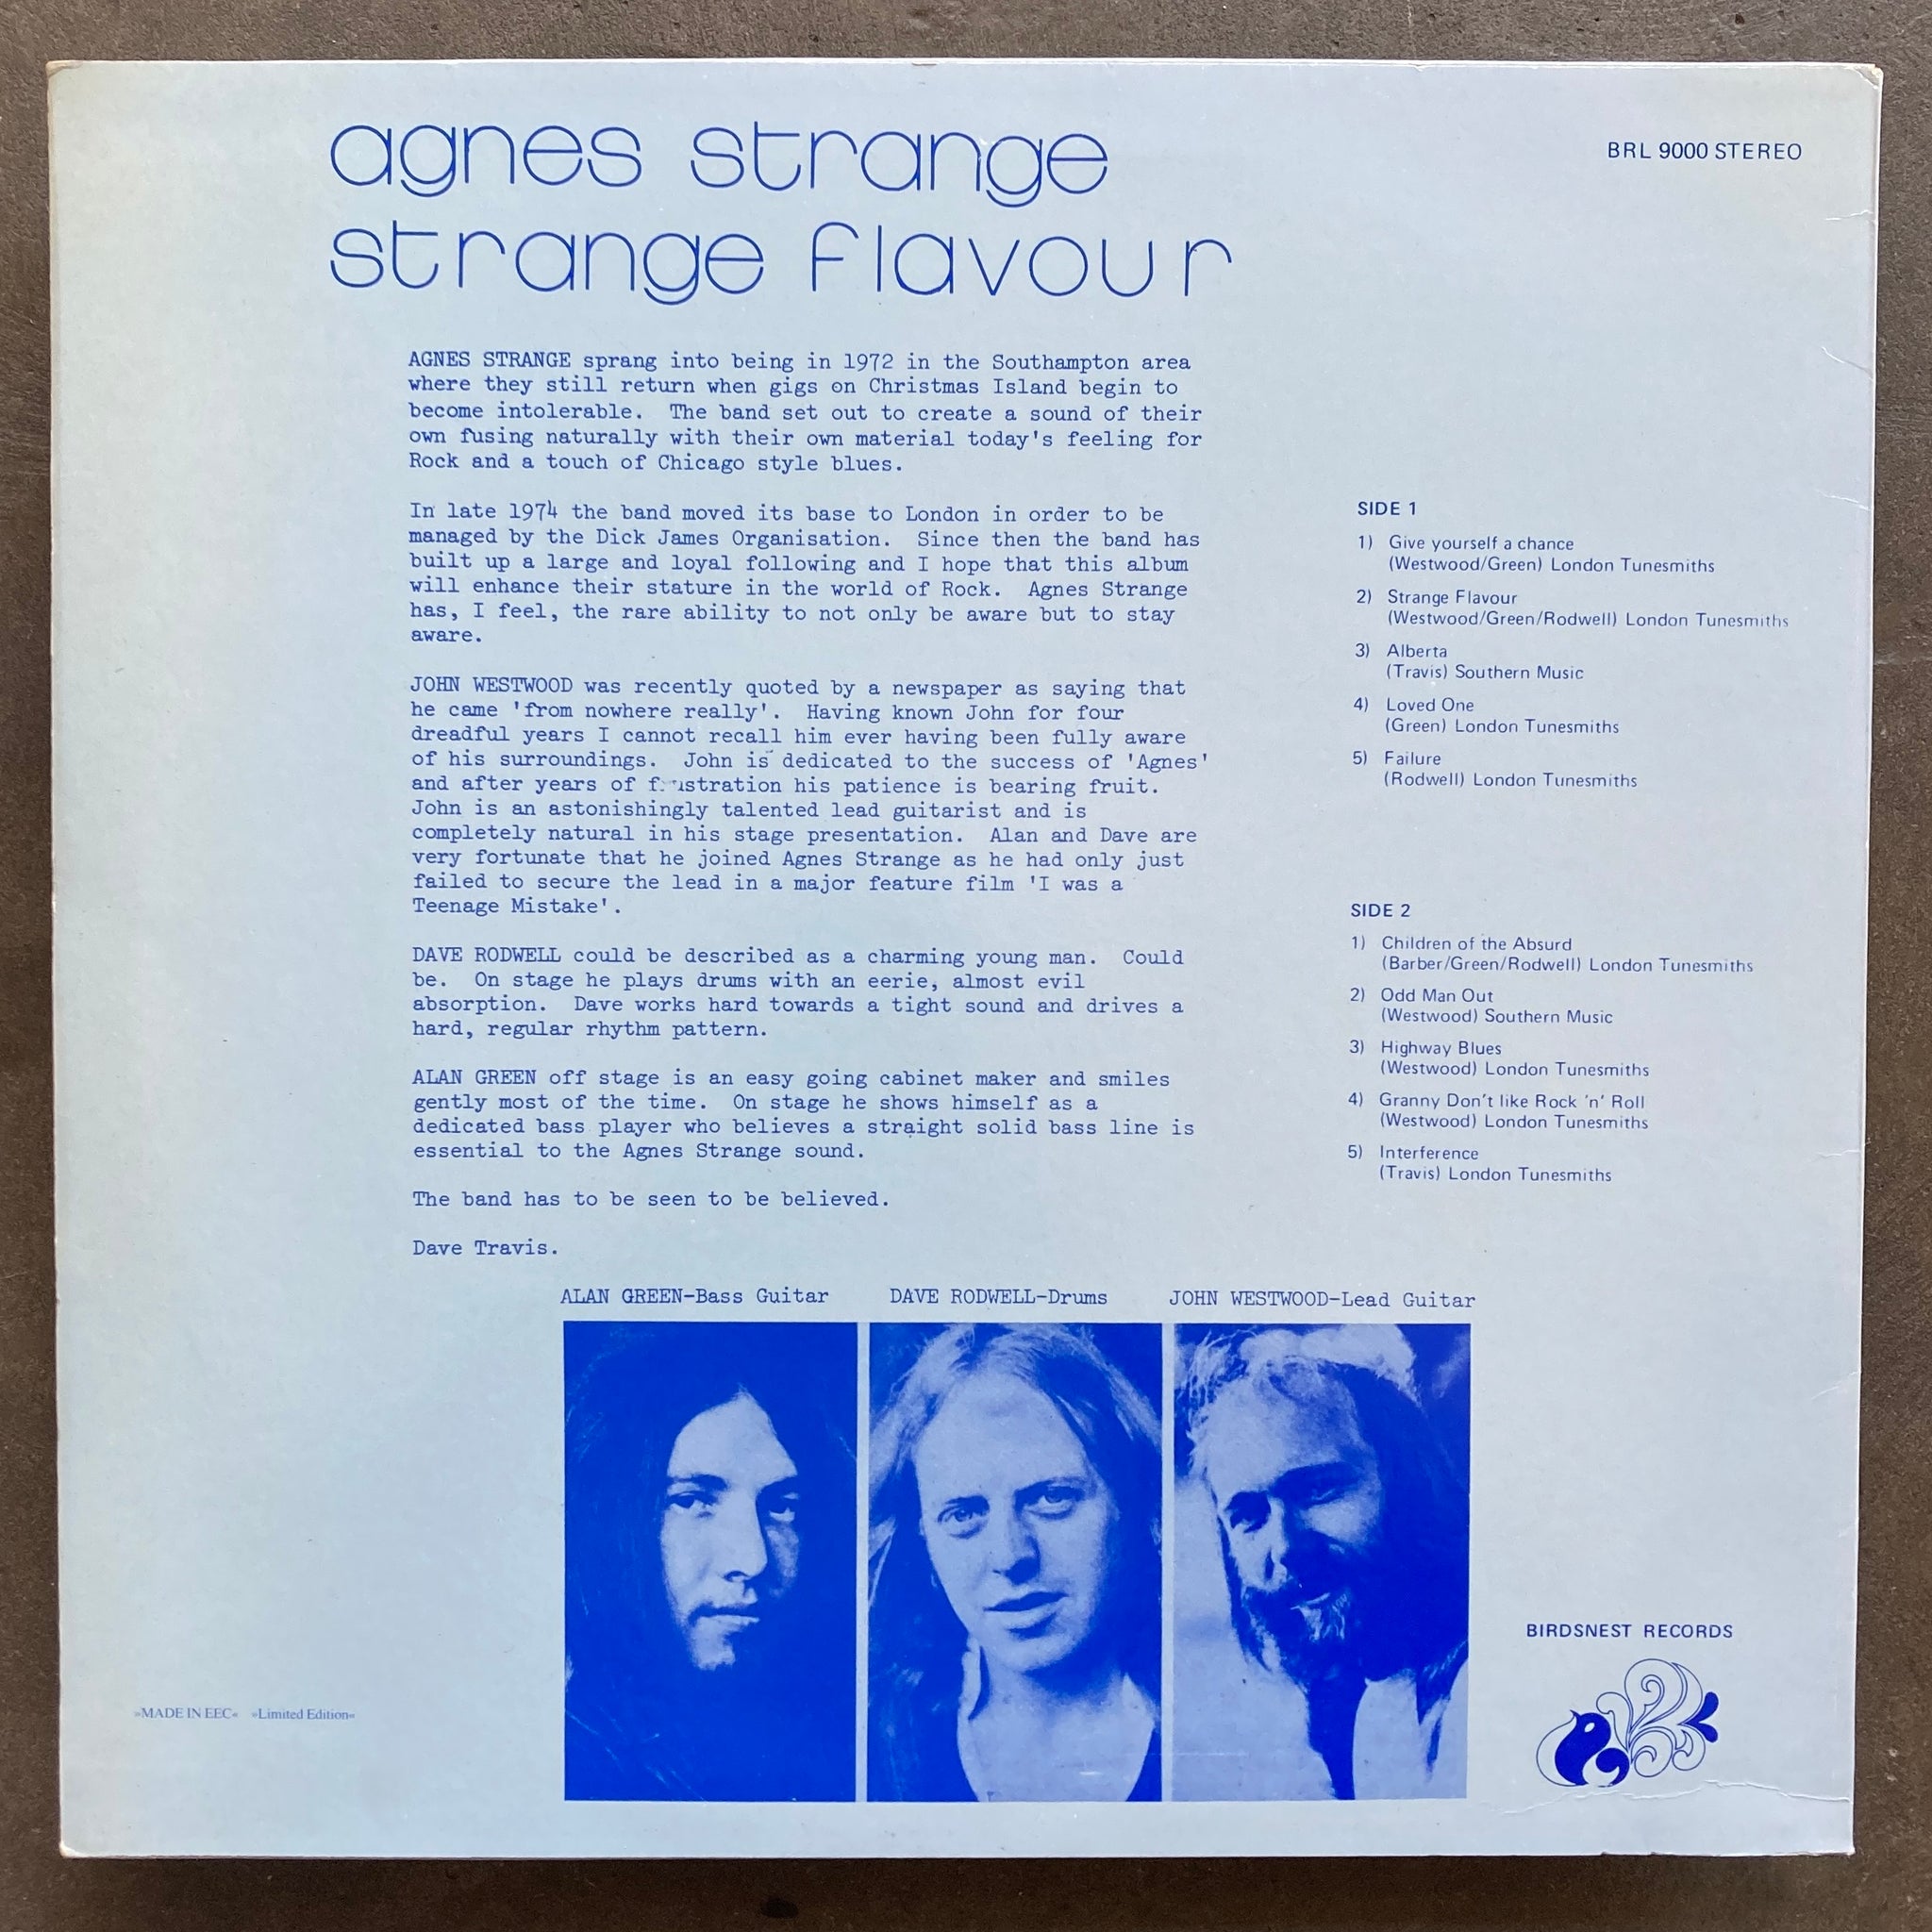 agnes strange
strange flavour
BRL 9000 STEREO
AGNES STRANGE sprang into being in 1972 in the Southampton area
where they still return when gigs on Christmas Island begin to
become intolerable. The band set out to create a sound of their
own fusing naturally with their own material today's feeling for
Rock and a touch of Chicago style blues.
In late 1974 the band moved its base to London in order to be
managed by the Dick James Organisation. Since then the band has
built up a large and loyal following and I hope that this album
will enhance their stature in the world of Rock. Agnes Strange
has, I feel, the rare ability to not only be aware but to stay
aware.
JOHN WESTWOOD was recently quoted by a newspaper as saying that
he came 'from nowhere really'. Having known John for four
dreadful years I cannot recall him ever having been fully aware
of his surroundings. John is dedicated to the success of 'Agnes'
and after years of his patience is bearing fruit.
John is an astonishingly talented lead guitarist and is
completely natural in his stage presentation. Alan and Dave are
very fortunate that he joined Agnes Strange as he had only just
failed to secure the lead in a major feature film 'I was a
Teenage Mistake'.
DAVE RODWELL could be described as a charming young man. Could
be. On stage he plays drums with an eerie, almost evil
absorption. Dave works hard towards a tight sound and drives a
hard, regular rhythm pattern.
ALAN GREEN off stage is an easy going cabinet maker and smiles
gently most of the time. On stage he shows himself as a
dedicated bass player who believes a straight solid bass line is
essential to the Agnes Strange sound.
The band has to be seen to be believed.
Dave Travis.
SIDE 1
1) Give yourself a chance
(Westwood/Green) London Tunesmiths
2) Strange Flavour
(Westwood/Green/Rodwell) London Tunesmiths
3) Alberta
(Travis) Southern Music
4) Loved One
(Green) London Tunesmiths
5) Failure
(Rodwell) London Tunesmiths
SIDE 2
1) Children of the Absurd
(Barber/Green/Rodwell) London Tunesmiths
2) Odd Man Out
(Westwood) Southern Music
3) Highway Blues
(Westwood) London Tunesmiths
4) Granny Don't like Rock 'n' Roll
(Westwood) London Tunesmiths
5) Interference
(Travis) London Tunesmiths
ALAN GREEN-Bass Guitar DAVE RODWELL-Drums JOHN WESTWOOD-Lead Guitar
BIRDSNEST RECORDS
»MADE IN EEC« »Limited Edition«